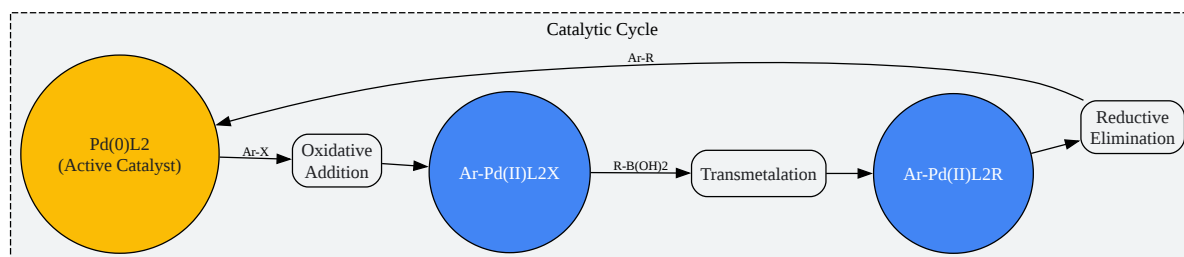 Catalytic Cycle
Ar-R
Pd(0)L2
(Active Catalyst)
Ar-X
Oxidative
Addition
Ar-Pd(II)L2X
R-B(OH)2
Transmetalation
Ar-Pd(II)L2R
Reductive
Elimination